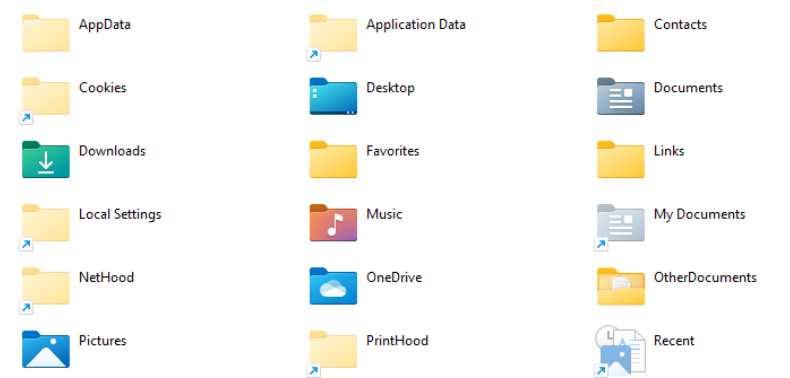 AppData
Application Data
Contacts
Cookies
Desktop
Documents
Downloads
Favorites
Links
Local Settings
Music
My Documents
NetHood
OneDrive
OtherDocuments
Pictures
PrintHood
Recent